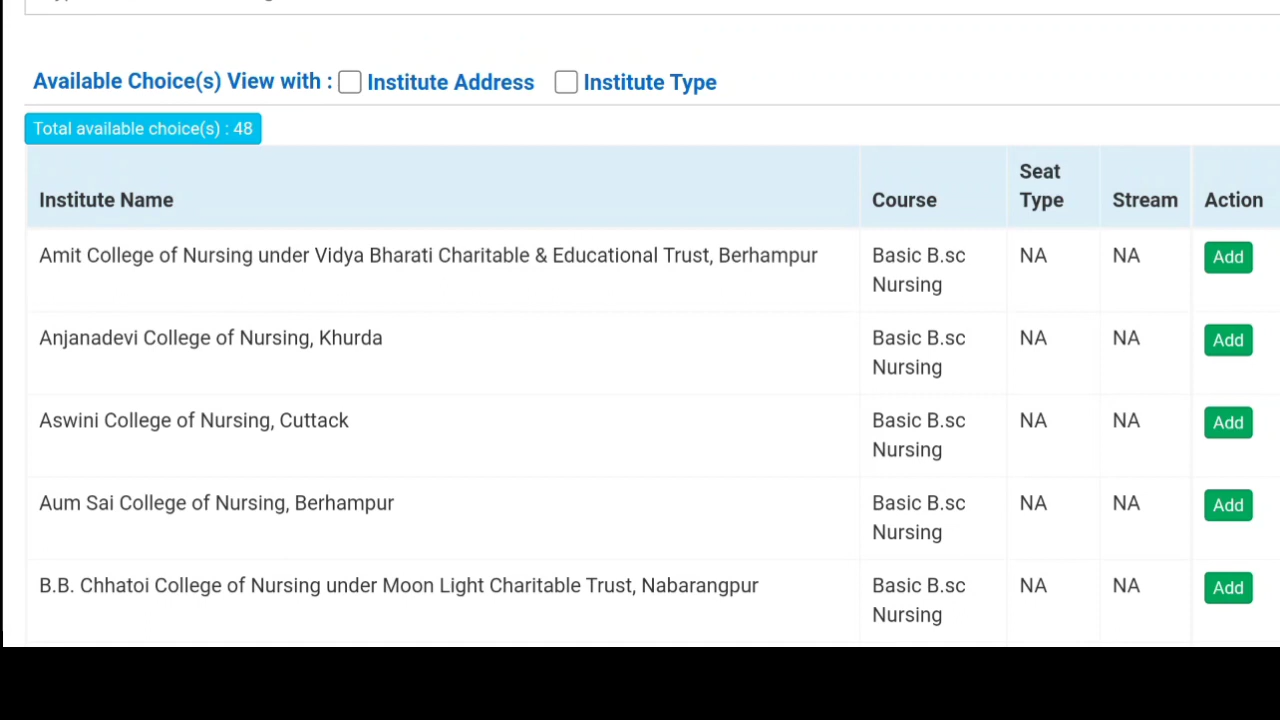 Available Choice(s) View with : Institute Address Institute Type
Total available choice(s) : 48
Institute Name Course Seat Type Stream Action
Amit College of Nursing under Vidya Bharati Charitable & Educational Trust, Berhampur Basic B.sc Nursing NA NA Add
Anjanadevi College of Nursing, Khurda Basic B.sc Nursing NA NA Add
Aswini College of Nursing, Cuttack Basic B.sc Nursing NA NA Add
Aum Sai College of Nursing, Berhampur Basic B.sc Nursing NA NA Add
B.B. Chhatoi College of Nursing under Moon Light Charitable Trust, Nabarangpur Basic B.sc Nursing NA NA Add